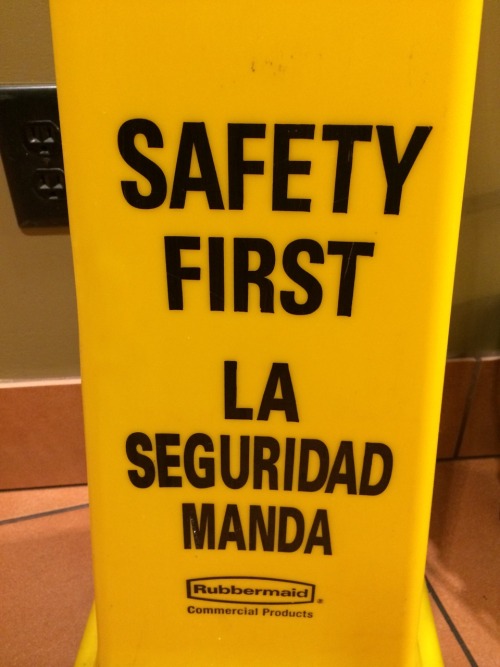 SAFETY
FIRST
LA
SEGURIDAD
MANDA
Rubbermaid®
Commercial Products